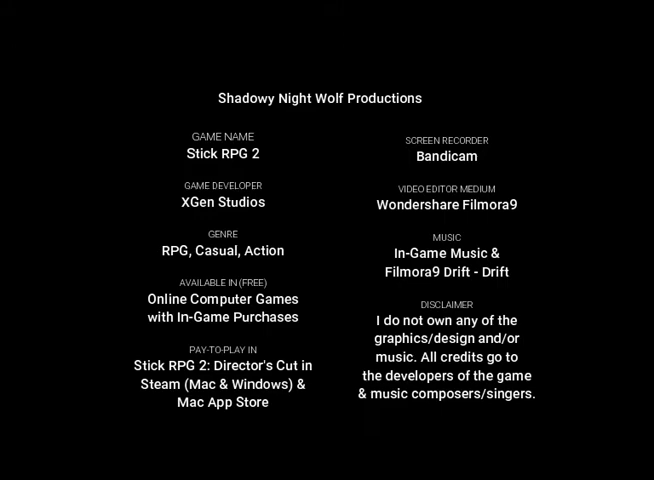 Shadowy Night Wolf Productions
GAME NAME
Stick RPG 2
GAME DEVELOPER
XGen Studios
GENRE
RPG, Casual, Action
AVAILABLE IN (FREE)
Online Computer Games
with In-Game Purchases
PAY-TO-PLAY IN
Stick RPG 2: Director's Cut in
Steam (Mac & Windows) &
Mac App Store
SCREEN RECORDER
Bandicam
VIDEO EDITOR MEDIUM
Wondershare Filmora9
MUSIC
In-Game Music &
Filmora9 Drift - Drift
DISCLAIMER
I do not own any of the
graphics/design and/or
music. All credits go to
the developers of the game
& music composers/singers.